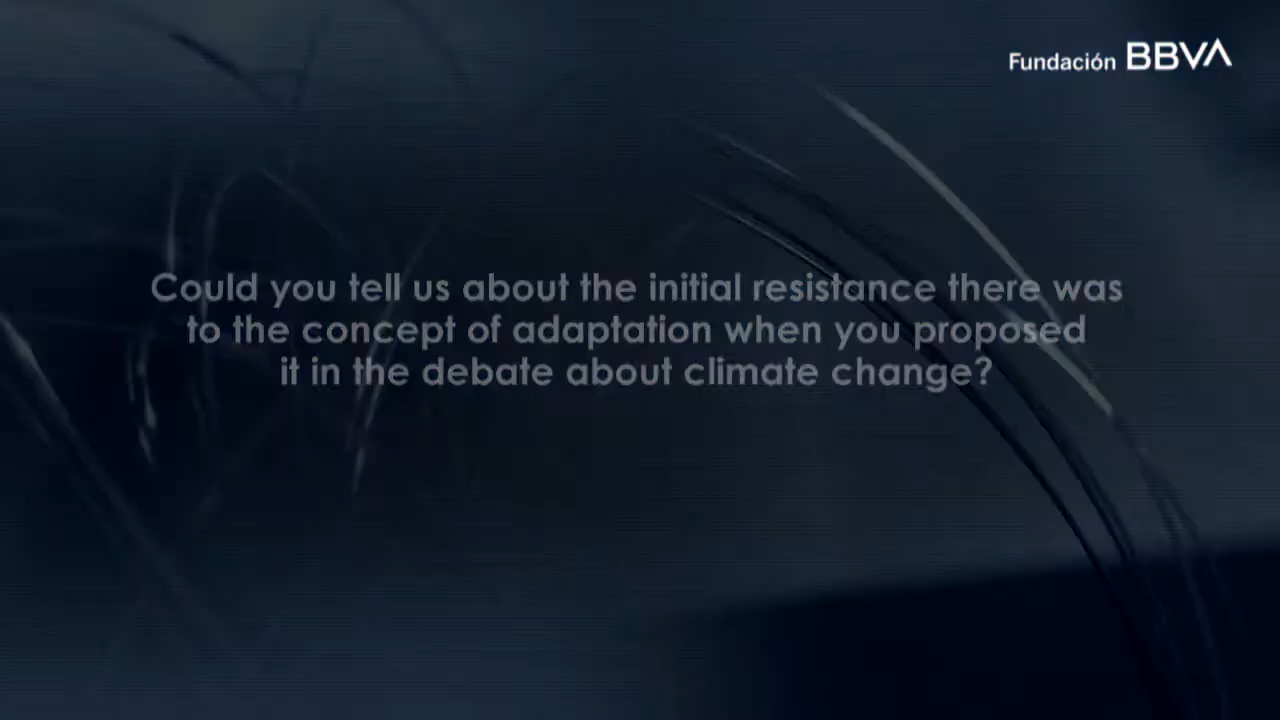 Fundación BBVA
Could you tell us about the initial resistance there was
to the concept of adaptation when you proposed
it in the debate about climate change?